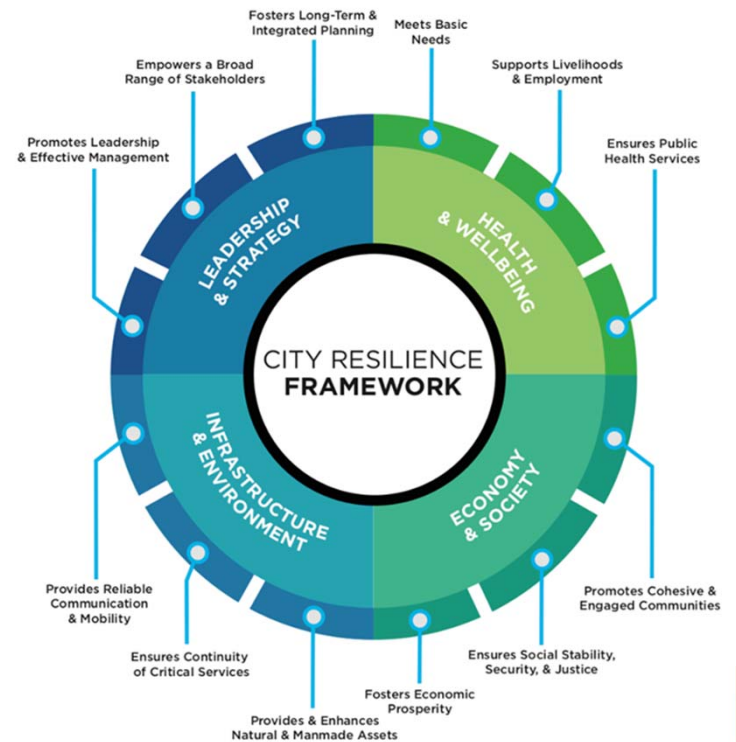 Fosters Long-Term &
Integrated Planning
Meets Basic
Needs
Empowers a Broad
Range of Stakeholders
Supports Livelihoods
& Employment
Promotes Leadership
& Effective Management
Ensures Public
Health Services
LEADERSHIP
& STRATEGY
HEALTH
& WELLBEING
CITY RESILIENCE
FRAMEWORK
INFRASTRUCTURE
& ENVIRONMENT
ECONOMY
& SOCIETY
Provides Reliable
Communication
& Mobility
Promotes Cohesive &
Engaged Communities
Ensures Continuity
of Critical Services
Ensures Social Stability,
Security, & Justice
Fosters Economic
Prosperity
Provides & Enhances
Natural & Manmade Assets